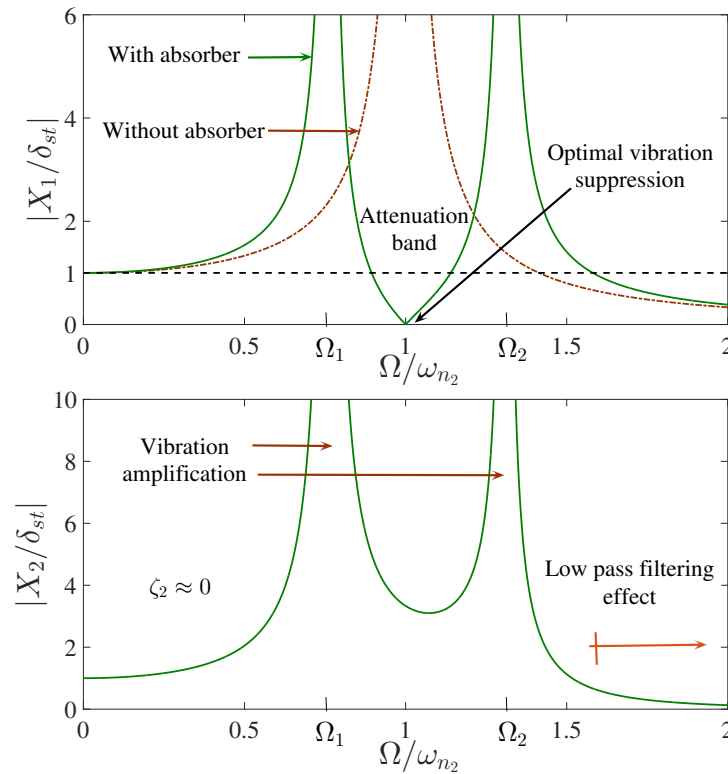 |X₁/δₛₜ|
6
4
2
1
0
With absorber
Without absorber
Optimal vibration
suppression
Attenuation
band
0
0.5
Ω₁
1
Ω₂
1.5
2
Ω/ωₙ₂
|X₂/δₛₜ|
10
8
6
4
2
0
Vibration
amplification
ζ₂ ≈ 0
Low pass filtering
effect
0
0.5
Ω₁
1
Ω₂
1.5
2
Ω/ωₙ₂